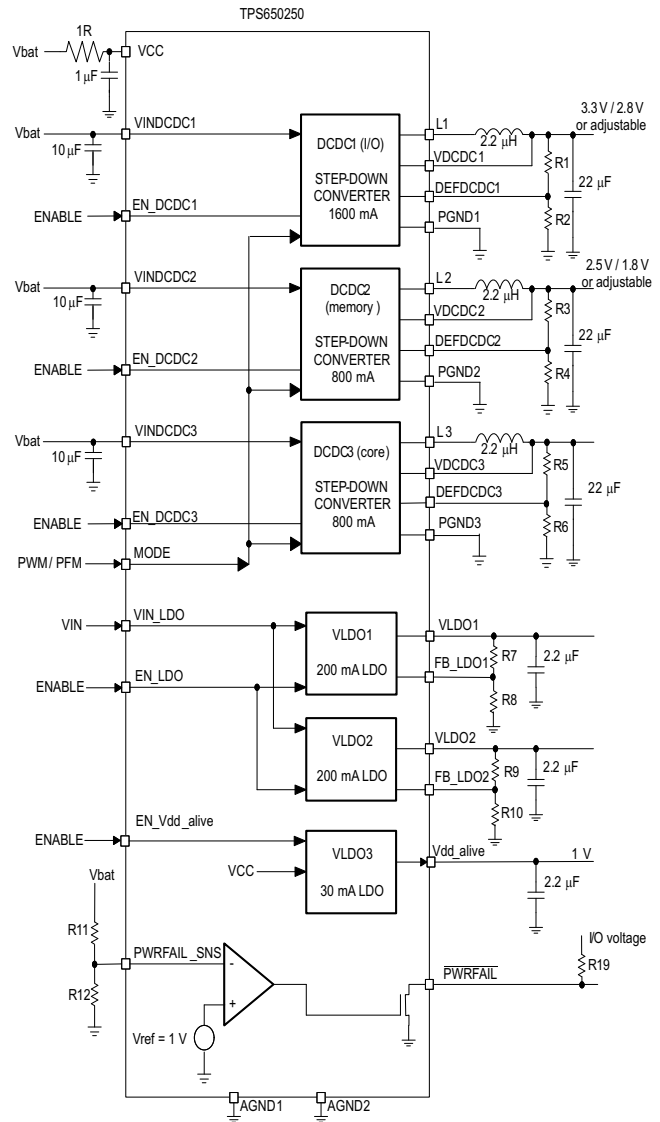 TPS650250
1R
Vbat
VCC
1 µF
Vbat
VINDCDC1
10 µF
ENABLE
EN_DCDC1
DCDC1 (I/O)
STEP-DOWN
CONVERTER
1600 mA
L1
2.2 µH
3.3 V / 2.8 V
or adjustable
VDCDC1
R1
DEFDCDC1
22
µF
R2
PGND1
Vbat
VINDCDC2
10 µF
ENABLE
EN_DCDC2
DCDC2
(memory )
STEP-DOWN
CONVERTER
800 mA
L2
2.2 µH
2.5V / 1.8 V
or adjustable
VDCDC2
R3
DEFDCDC2
22 µF
R4
PGND2
Vbat
VINDCDC3
10 µF
ENABLE
EN_DCDC3
DCDC3 (core)
STEP-DOWN
CONVERTER
800 mA
L3
2.2 µH
VDCDC3
R5
DEFDCDC3
22 µF
R6
PGND3
PWM / PFM
MODE
VIN
VIN_LDO
ENABLE
EN_LDO
VLDO1
200 mA LDO
VLDO1
R7
2.2 µF
FB_LDO1
R8
VLDO2
200 mA LDO
VLDO2
R9
µF
2.2
FB_LDO2
R10
ENABLE
EN_Vdd_alive
VCC
VLDO3
30 mA LDO
Vdd_alive
1 V
2.2 µF
Vbat
R11
PWRFAIL_SNS
R12
-
+
Vref = 1 V
I/O voltage
R19
PWRFAIL
AGND1
AGND2